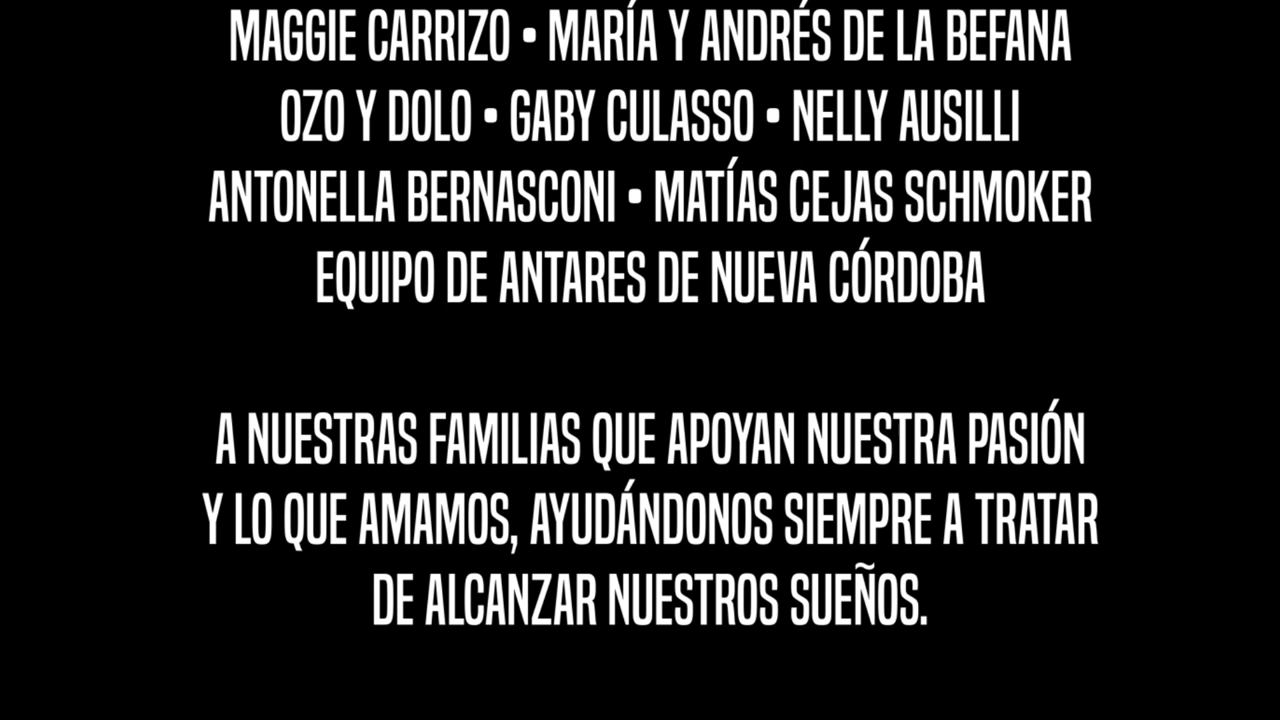 MAGGIE CARRIZO • MARÍA Y ANDRÉS DE LA BEFANA
OZO Y DOLO • GABY CULASSO • NELLY AUSILLI
ANTONELLA BERNASCONI • MATÍAS CEJAS SCHMOKER
EQUIPO DE ANTARES DE NUEVA CÓRDOBA
A NUESTRAS FAMILIAS QUE APOYAN NUESTRA PASIÓN
Y LO QUE AMAMOS, AYUDÁNDONOS SIEMPRE A TRATAR
DE ALCANZAR NUESTROS SUEÑOS.